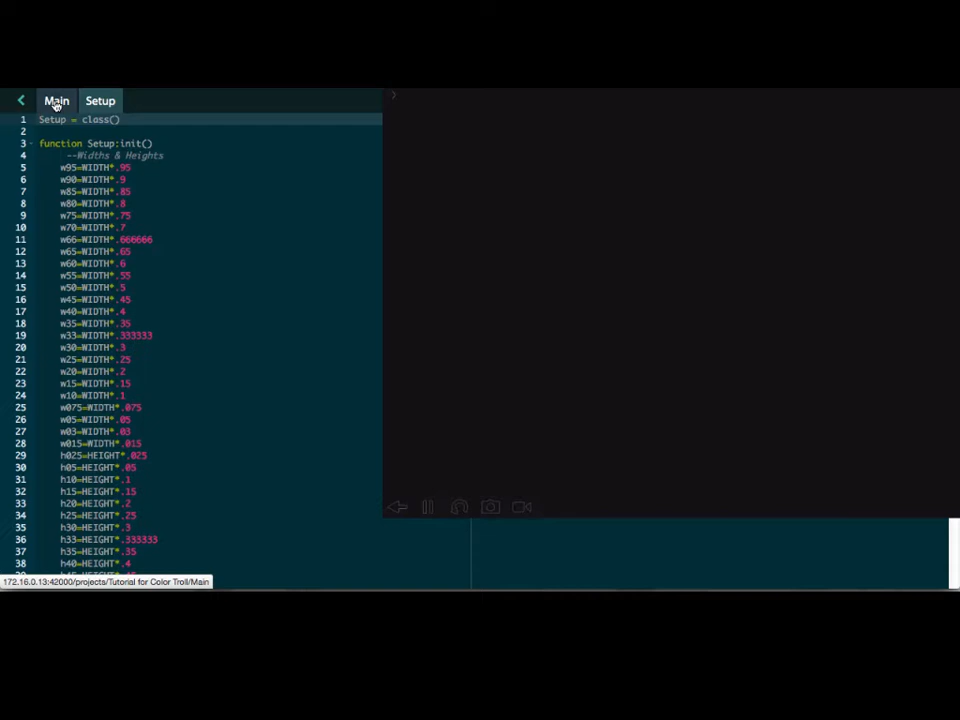 Main Setup
1 Setup = class()
2
3 function Setup:init()
4 --Widths & Heights
5 w95=WIDTH*.95
6 w90=WIDTH*.9
7 w85=WIDTH*.85
8 w80=WIDTH*.8
9 w75=WIDTH*.75
10 w70=WIDTH*.7
11 w66=WIDTH*.666666
12 w65=WIDTH*.65
13 w60=WIDTH*.6
14 w55=WIDTH*.55
15 w50=WIDTH*.5
16 w45=WIDTH*.45
17 w40=WIDTH*.4
18 w35=WIDTH*.35
19 w33=WIDTH*.333333
20 w30=WIDTH*.3
21 w25=WIDTH*.25
22 w20=WIDTH*.2
23 w15=WIDTH*.15
24 w10=WIDTH*.1
25 w075=WIDTH*.075
26 w05=WIDTH*.05
27 w03=WIDTH*.03
28 w015=WIDTH*.015
29 h025=HEIGHT*.025
30 h05=HEIGHT*.05
31 h10=HEIGHT*.1
32 h15=HEIGHT*.15
33 h20=HEIGHT*.2
34 h25=HEIGHT*.25
35 h30=HEIGHT*.3
36 h33=HEIGHT*.333333
37 h35=HEIGHT*.35
38 h40=HEIGHT*.4
172.16.0.13:42000/projects/Tutorial for Color Troll/Main